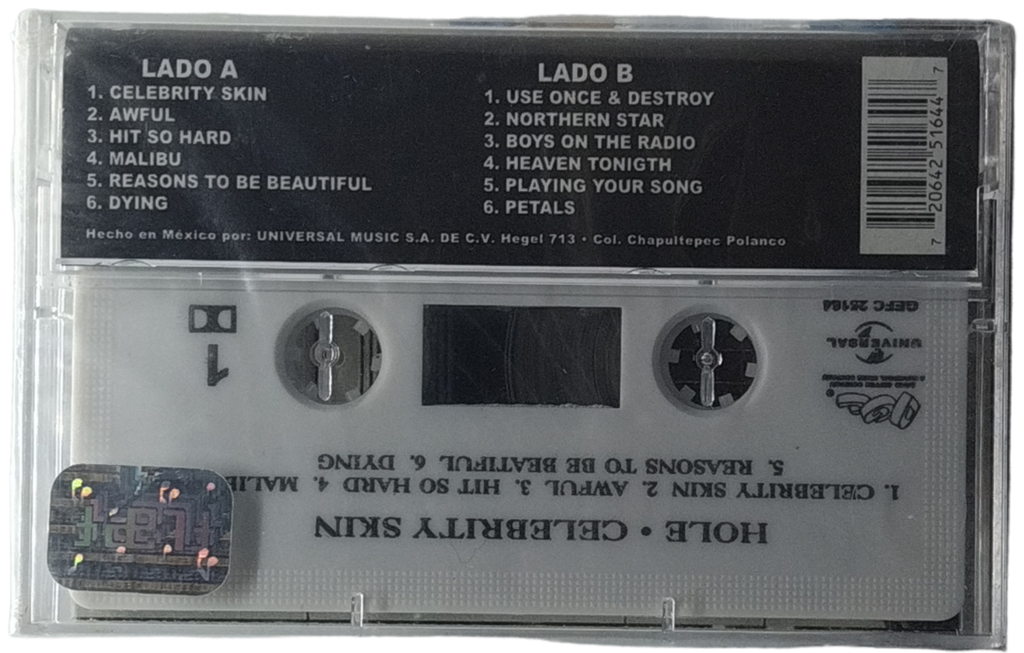 LADO A
1. CELEBRITY SKIN
2. AWFUL
3. HIT SO HARD
4. MALIBU
5. REASONS TO BE BEAUTIFUL
6. DYING
LADO B
1. USE ONCE & DESTROY
2. NORTHERN STAR
3. BOYS ON THE RADIO
4. HEAVEN TONIGTH
5. PLAYING YOUR SONG
6. PETALS
Hecho en México por: UNIVERSAL MUSIC S.A. DE C.V. Hegel 713 • Col. Chapultepec Polanco
7 20642 51644 7
HOLE • CELEBRITY SKIN
1. CELEBRITY SKIN 2. AWFUL 3. HIT SO HARD 4. MALIB
5. REASONS TO BE BEATIFUL 6. DYING
1
UNIVERSAL
GEFC 25164